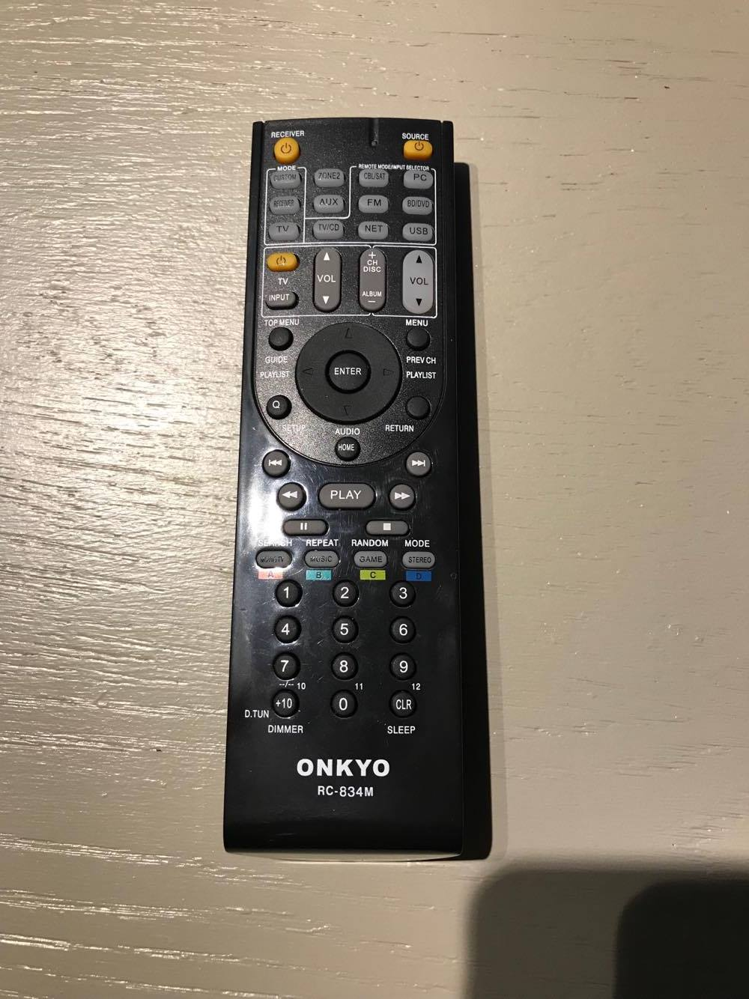 RECEIVER SOURCE
MODE REMOTE MODE/INPUT SELECTOR
CUSTOM ZONE2 CBL/SAT PC
RECEIVER AUX FM BD/DVD
TV TV/CD NET USB
+
CH
DISC
VOL VOL
TV
ALBUM
INPUT
−
TOP MENU MENU
GUIDE PREV CH
PLAYLIST ENTER PLAYLIST
Q
SETUP AUDIO RETURN
HOME
PLAY
SEARCH REPEAT RANDOM MODE
MOVIE/TV MUSIC GAME STEREO
A B C D
1 2 3
4 5 6
7 8 9
--/-- 10 11 12
+10 0 CLR
D.TUN
DIMMER SLEEP
ONKYO
RC-834M